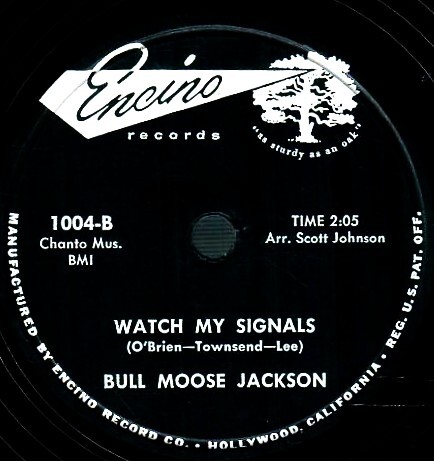 Encino
records
"as sturdy as an oak"
1004-B
Chanto Mus.
BMI
TIME 2:05
Arr. Scott Johnson
WATCH MY SIGNALS
(O'Brien—Townsend—Lee)
BULL MOOSE JACKSON
MANUFACTURED BY ENCINO RECORD CO. • HOLLYWOOD, CALIFORNIA • REG. U.S. PAT. OFF.